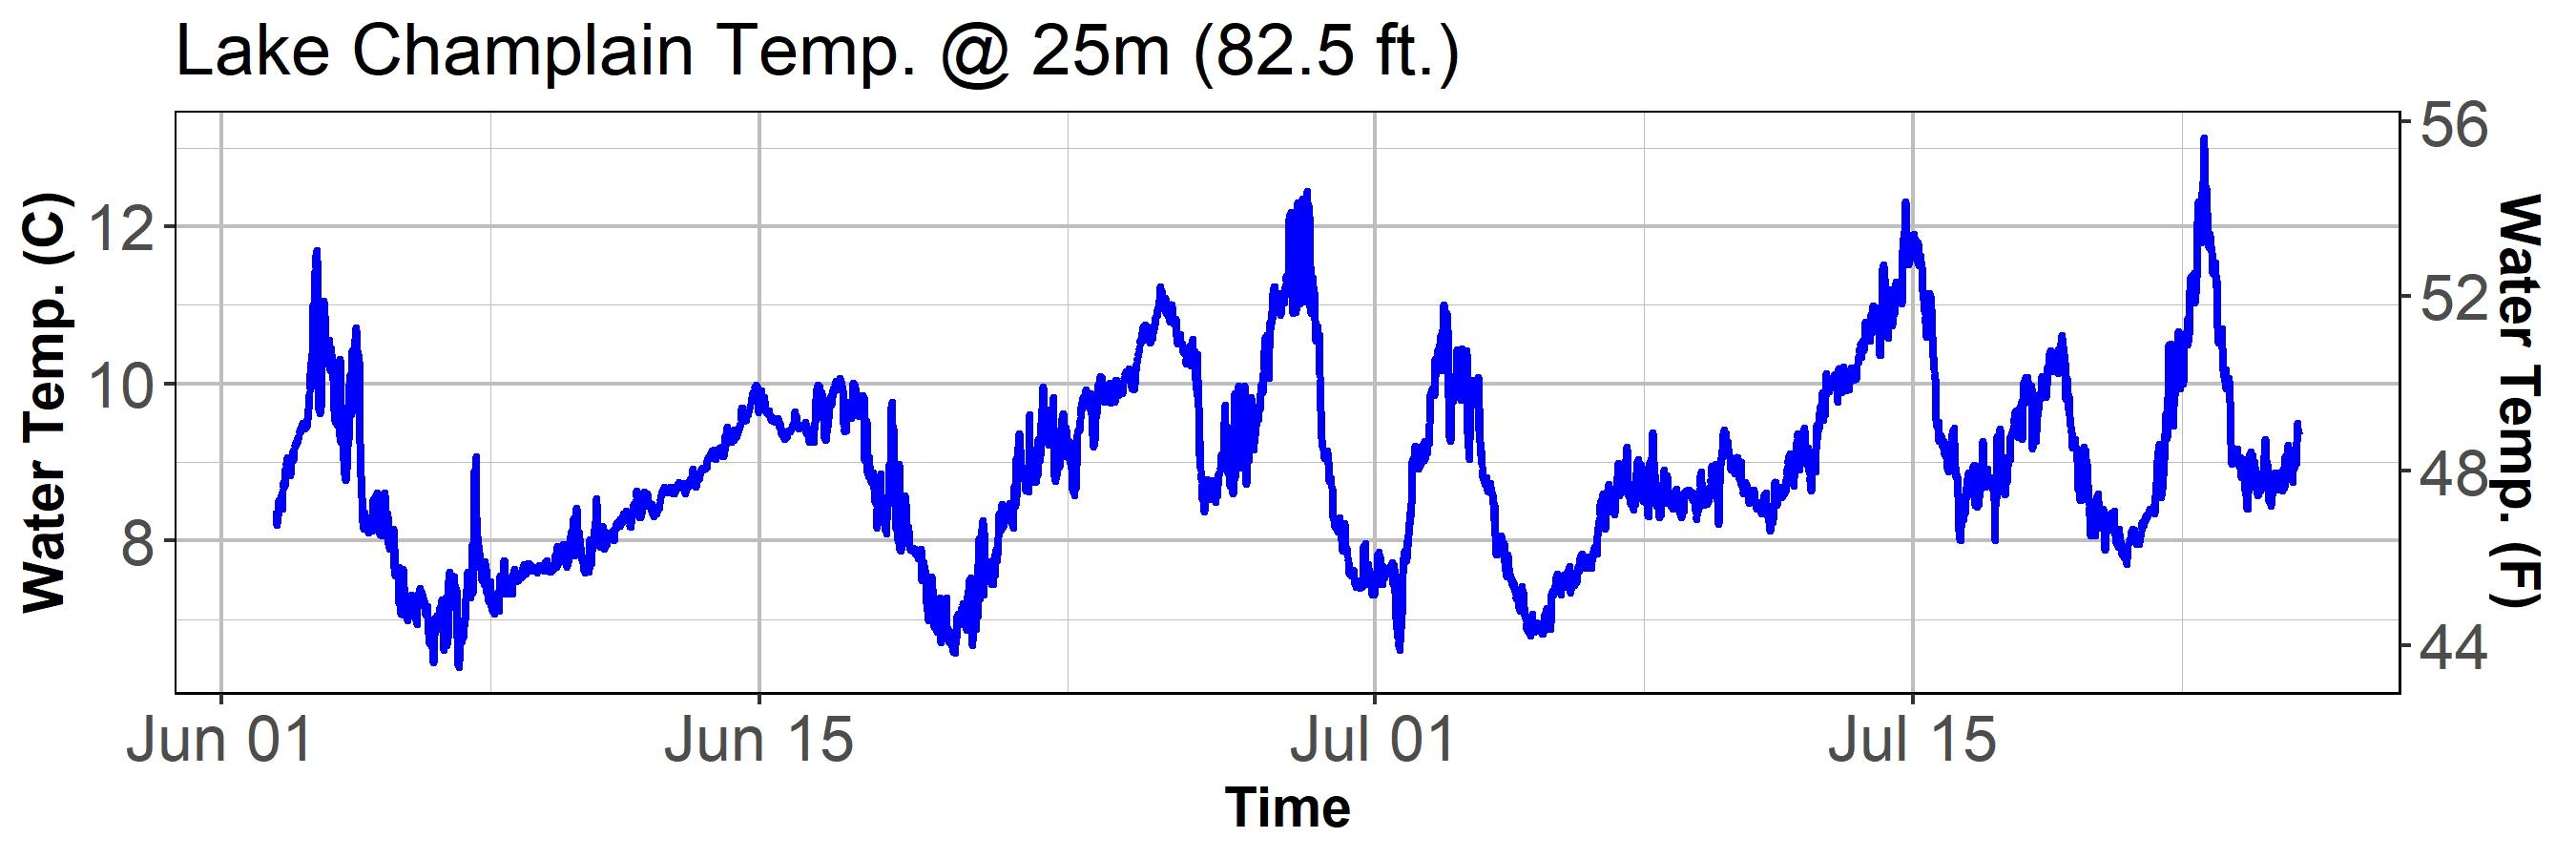 Lake Champlain Temp. @ 25m (82.5 ft.)
Water Temp. (C)
12
10
8
56
52
48
44
Water Temp. (F)
Jun 01
Jun 15
Jul 01
Jul 15
Time